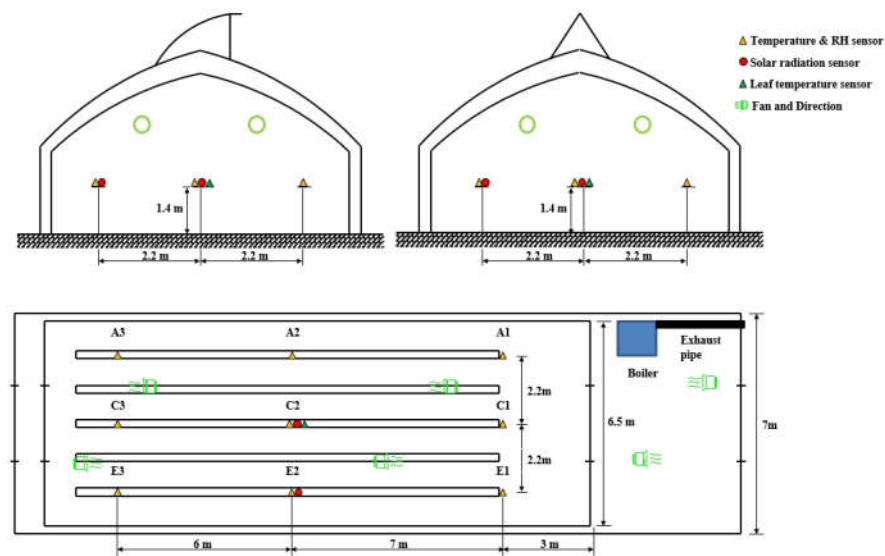 Temperature & RH sensor
Solar radiation sensor
Leaf temperature sensor
Fan and Direction
1.4 m
2.2 m 2.2 m
1.4 m
2.2 m 2.2 m
A3 A2 A1
Exhaust
pipe
Boiler
2.2m
C3 C2 C1
6.5 m
7m
2.2m
E3 E2 E1
6 m 7 m 3 m